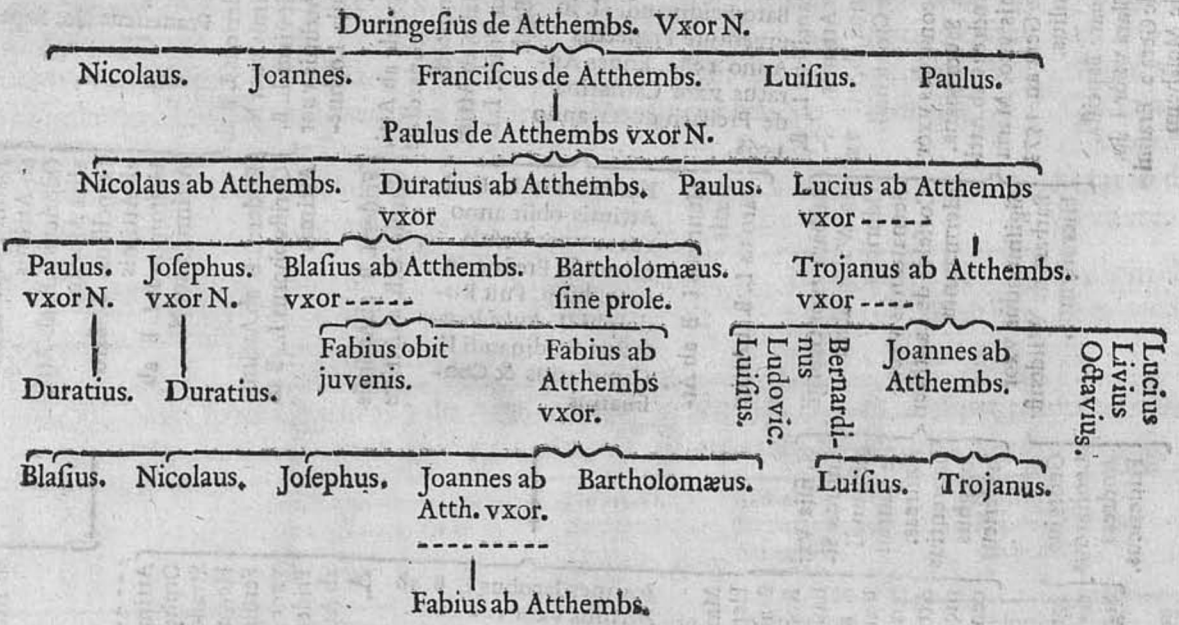 Duringeſius de Atthembs. Vxor N.
Nicolaus. Joannes. Franciſcus de Atthembs. Luiſius. Paulus.
Paulus de Atthembs vxor N.
Nicolaus ab Atthembs. Duratius ab Atthembs. Paulus. Lucius ab Atthembs
vxor vxor -----
Paulus. Joſephus. Blaſius ab Atthembs. Bartholomæus. Trojanus ab Atthembs.
vxor N. vxor N. vxor ----- ſine prole. vxor ----
Fabius obit
juvenis.
Fabius ab
Atthembs
vxor.
Luiſius.
Ludovic.
Bernardi-
nus
Joannes ab
Atthembs.
Octavius.
Livius
Lucius
Duratius. Duratius.
Blaſius. Nicolaus. Joſephus. Joannes ab Bartholomæus. Luiſius. Trojanus.
Atth. vxor.
---------
Fabius ab Atthembs.